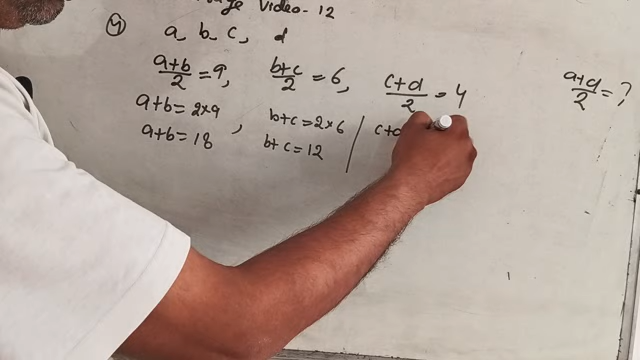 Video-12
4) a, b, c, d
(a+b)/2 = 9, (b+c)/2 = 6, (c+d)/2 = 4 (a+d)/2 = ?
a+b = 2×9, b+c = 2×6
a+b = 18 b+c = 12